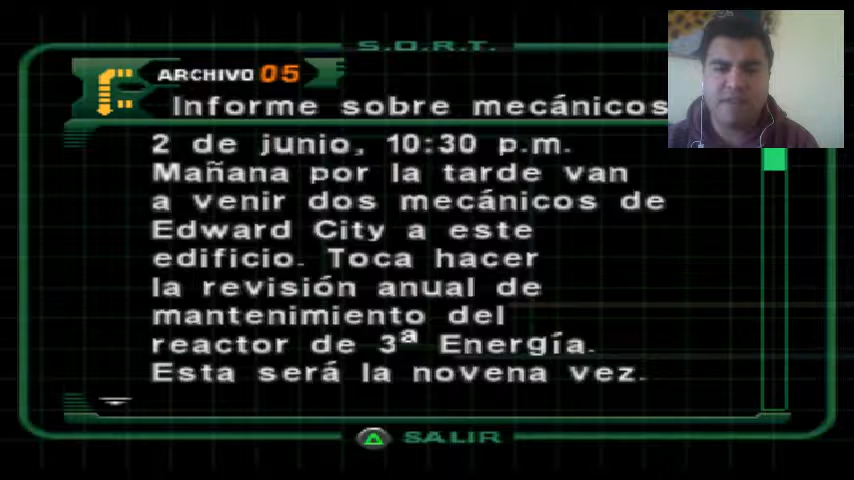 S.O.R.T.
ARCHIVO 05
Informe sobre mecánicos
2 de junio, 10:30 p.m.
Mañana por la tarde van
a venir dos mecánicos de
Edward City a este
edificio. Toca hacer
la revisión anual de
mantenimiento del
reactor de 3ª Energía.
Esta será la novena vez.
A SALIR